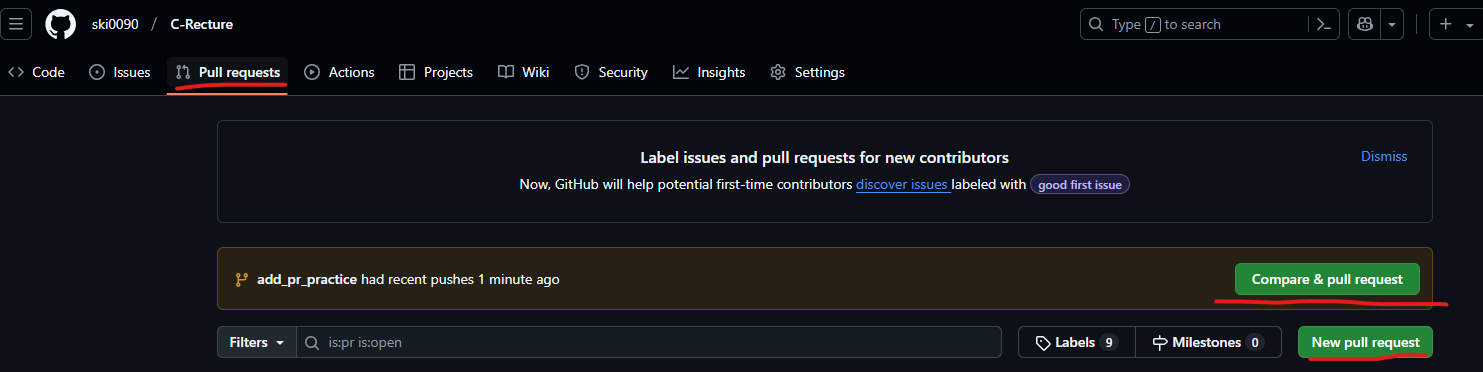 ski0090 / C-Recture
Type / to search
Code Issues Pull requests Actions Projects Wiki Security Insights Settings
Label issues and pull requests for new contributors
Dismiss
Now, GitHub will help potential first-time contributors discover issues labeled with good first issue
add_pr_practice had recent pushes 1 minute ago
Compare & pull request
Filters is:pr is:open Labels 9 Milestones 0 New pull request